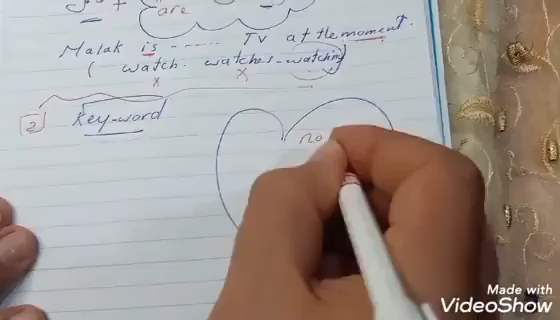 are
Malak is ----- TV at the moment.
( watch - watches - watching )
x x
2 Key-word
no
Made with
VideoShow